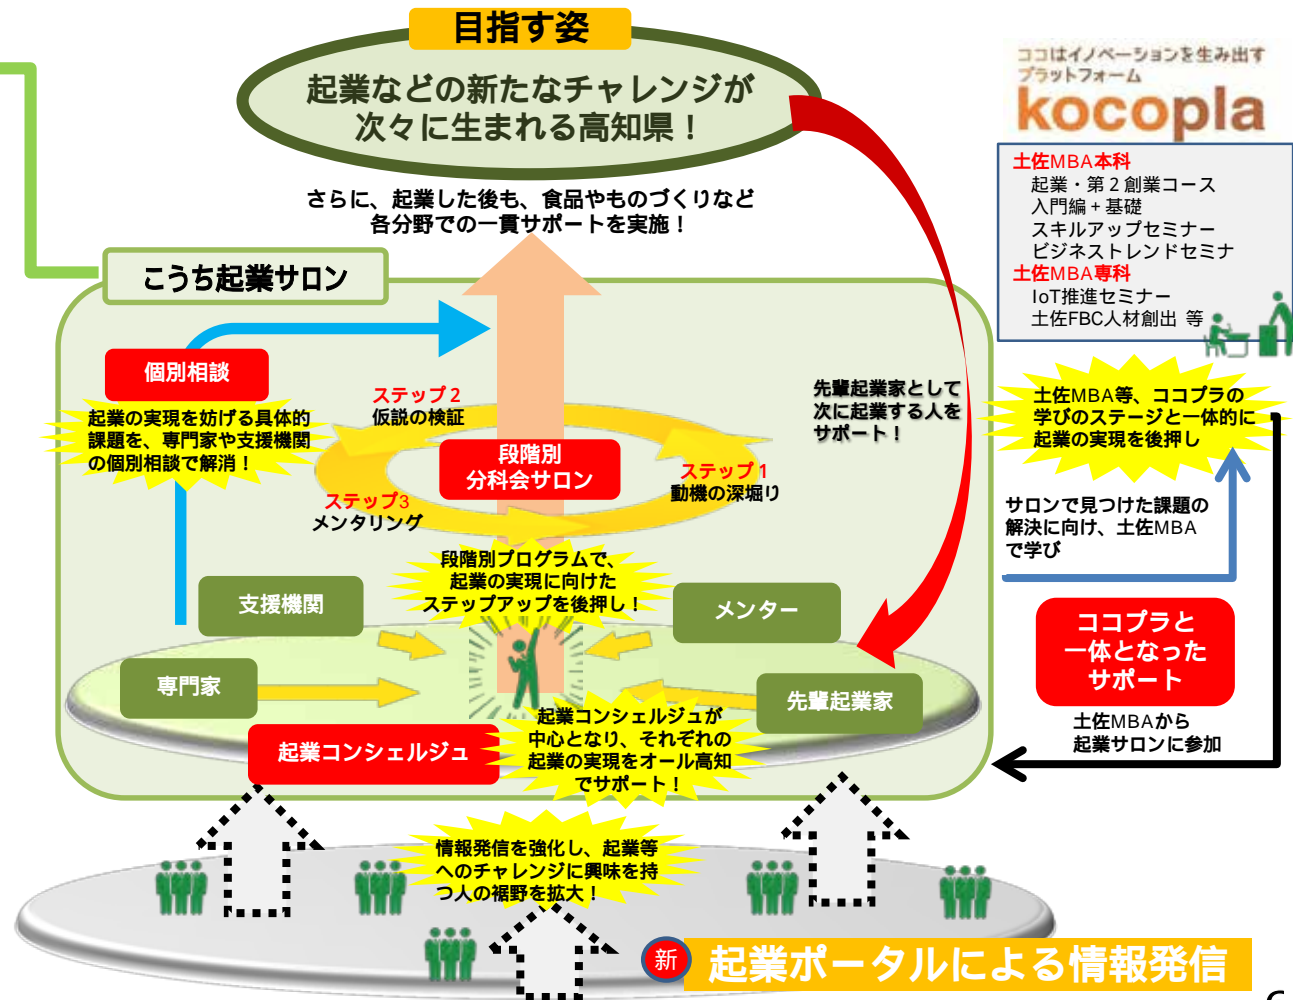 目指す姿
起業などの新たなチャレンジが
次々に生まれる高知県！
さらに、起業した後も、食品やものづくりなど
各分野での一貫サポートを実施！
ココはイノベーションを生み出す
プラットフォーム
kocopla
土佐MBA本科
起業・第２創業コース
入門編＋基礎
スキルアップセミナー
ビジネストレンドセミナ
土佐MBA専科
IoT推進セミナー
土佐FBC人材創出 等
こうち起業サロン
個別相談
起業の実現を妨げる具体的
課題を、専門家や支援機関
の個別相談で解消！
ステップ２
仮説の検証
段階別
分科会サロン
ステップ１
動機の深堀り
ステップ3
メンタリング
先輩起業家として
次に起業する人を
サポート！
土佐MBA等、ココプラの
学びのステージと一体的に
起業の実現を後押し
サロンで見つけた課題の
解決に向け、土佐MBA
で学び
段階別プログラムで、
起業の実現に向けた
ステップアップを後押し！
支援機関
メンター
専門家
先輩起業家
ココプラと
一体となった
サポート
土佐MBAから
起業サロンに参加
起業コンシェルジュ
起業コンシェルジュが
中心となり、それぞれの
起業の実現をオール高知
でサポート！
情報発信を強化し、起業等
へのチャレンジに興味を持
つ人の裾野を拡大！
新
起業ポータルによる情報発信